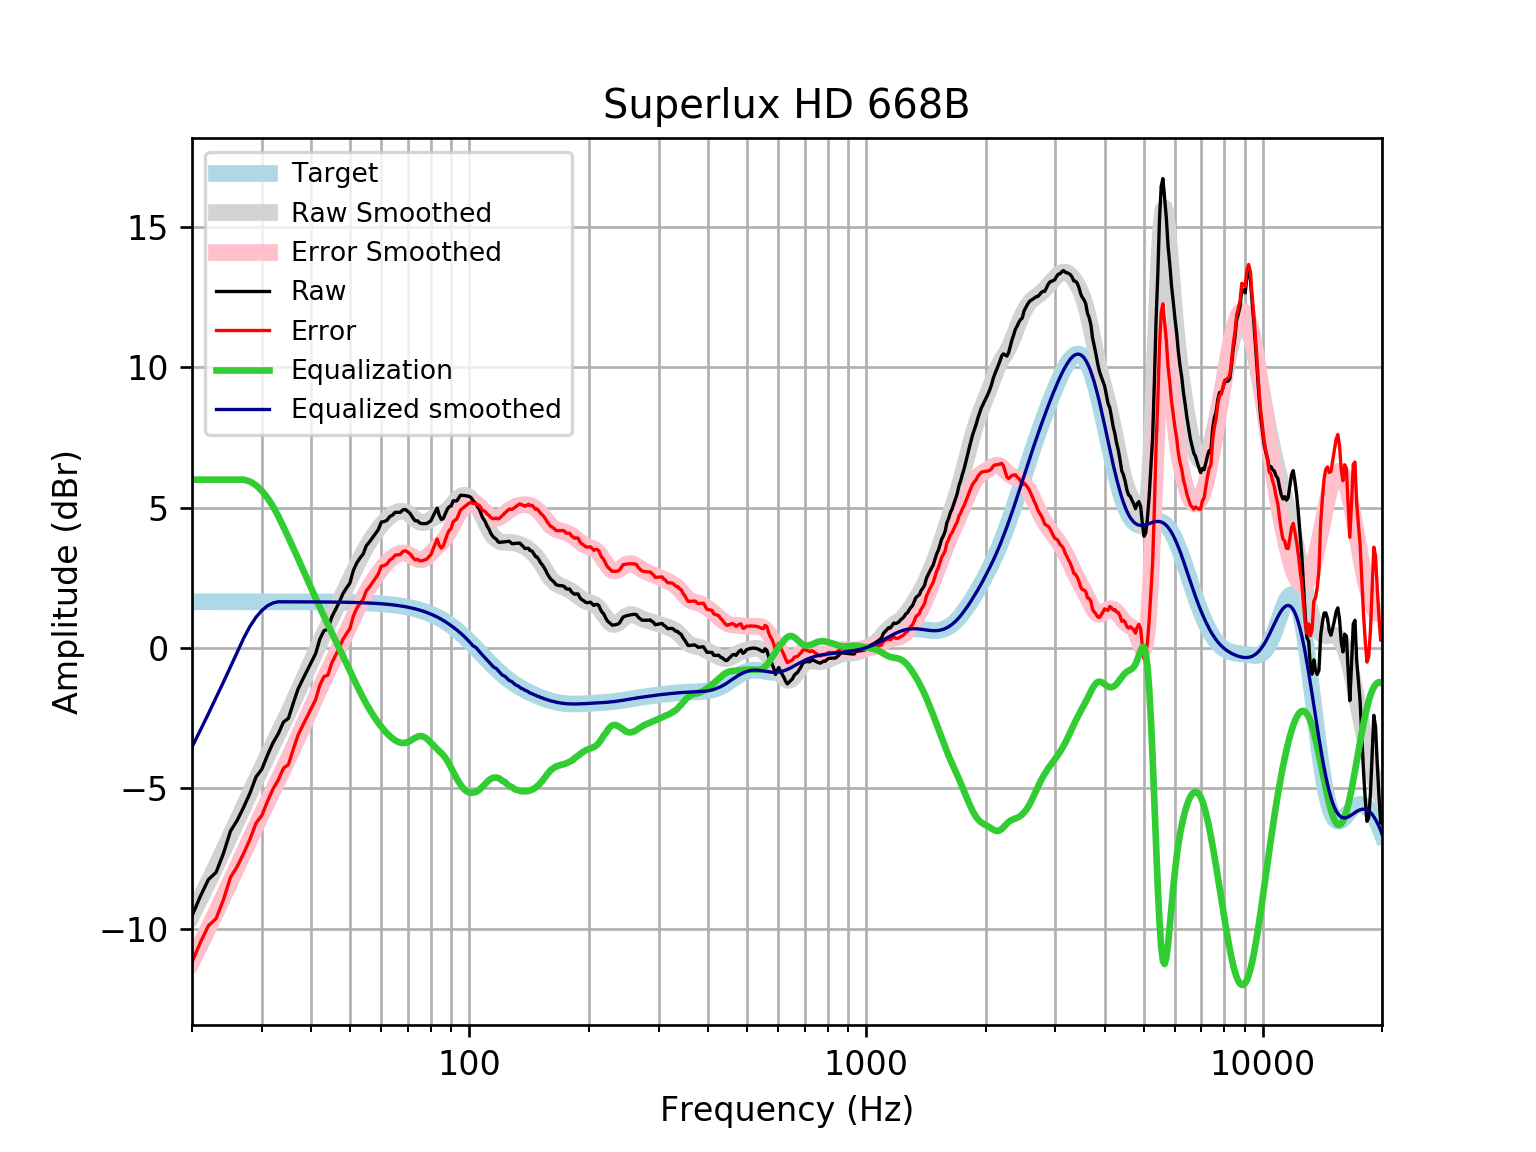 Superlux HD 668B
Target
Raw Smoothed
Error Smoothed
Raw
Error
Equalization
Equalized smoothed
15
10
5
0
−5
−10
Amplitude (dBr)
100
1000
10000
Frequency (Hz)